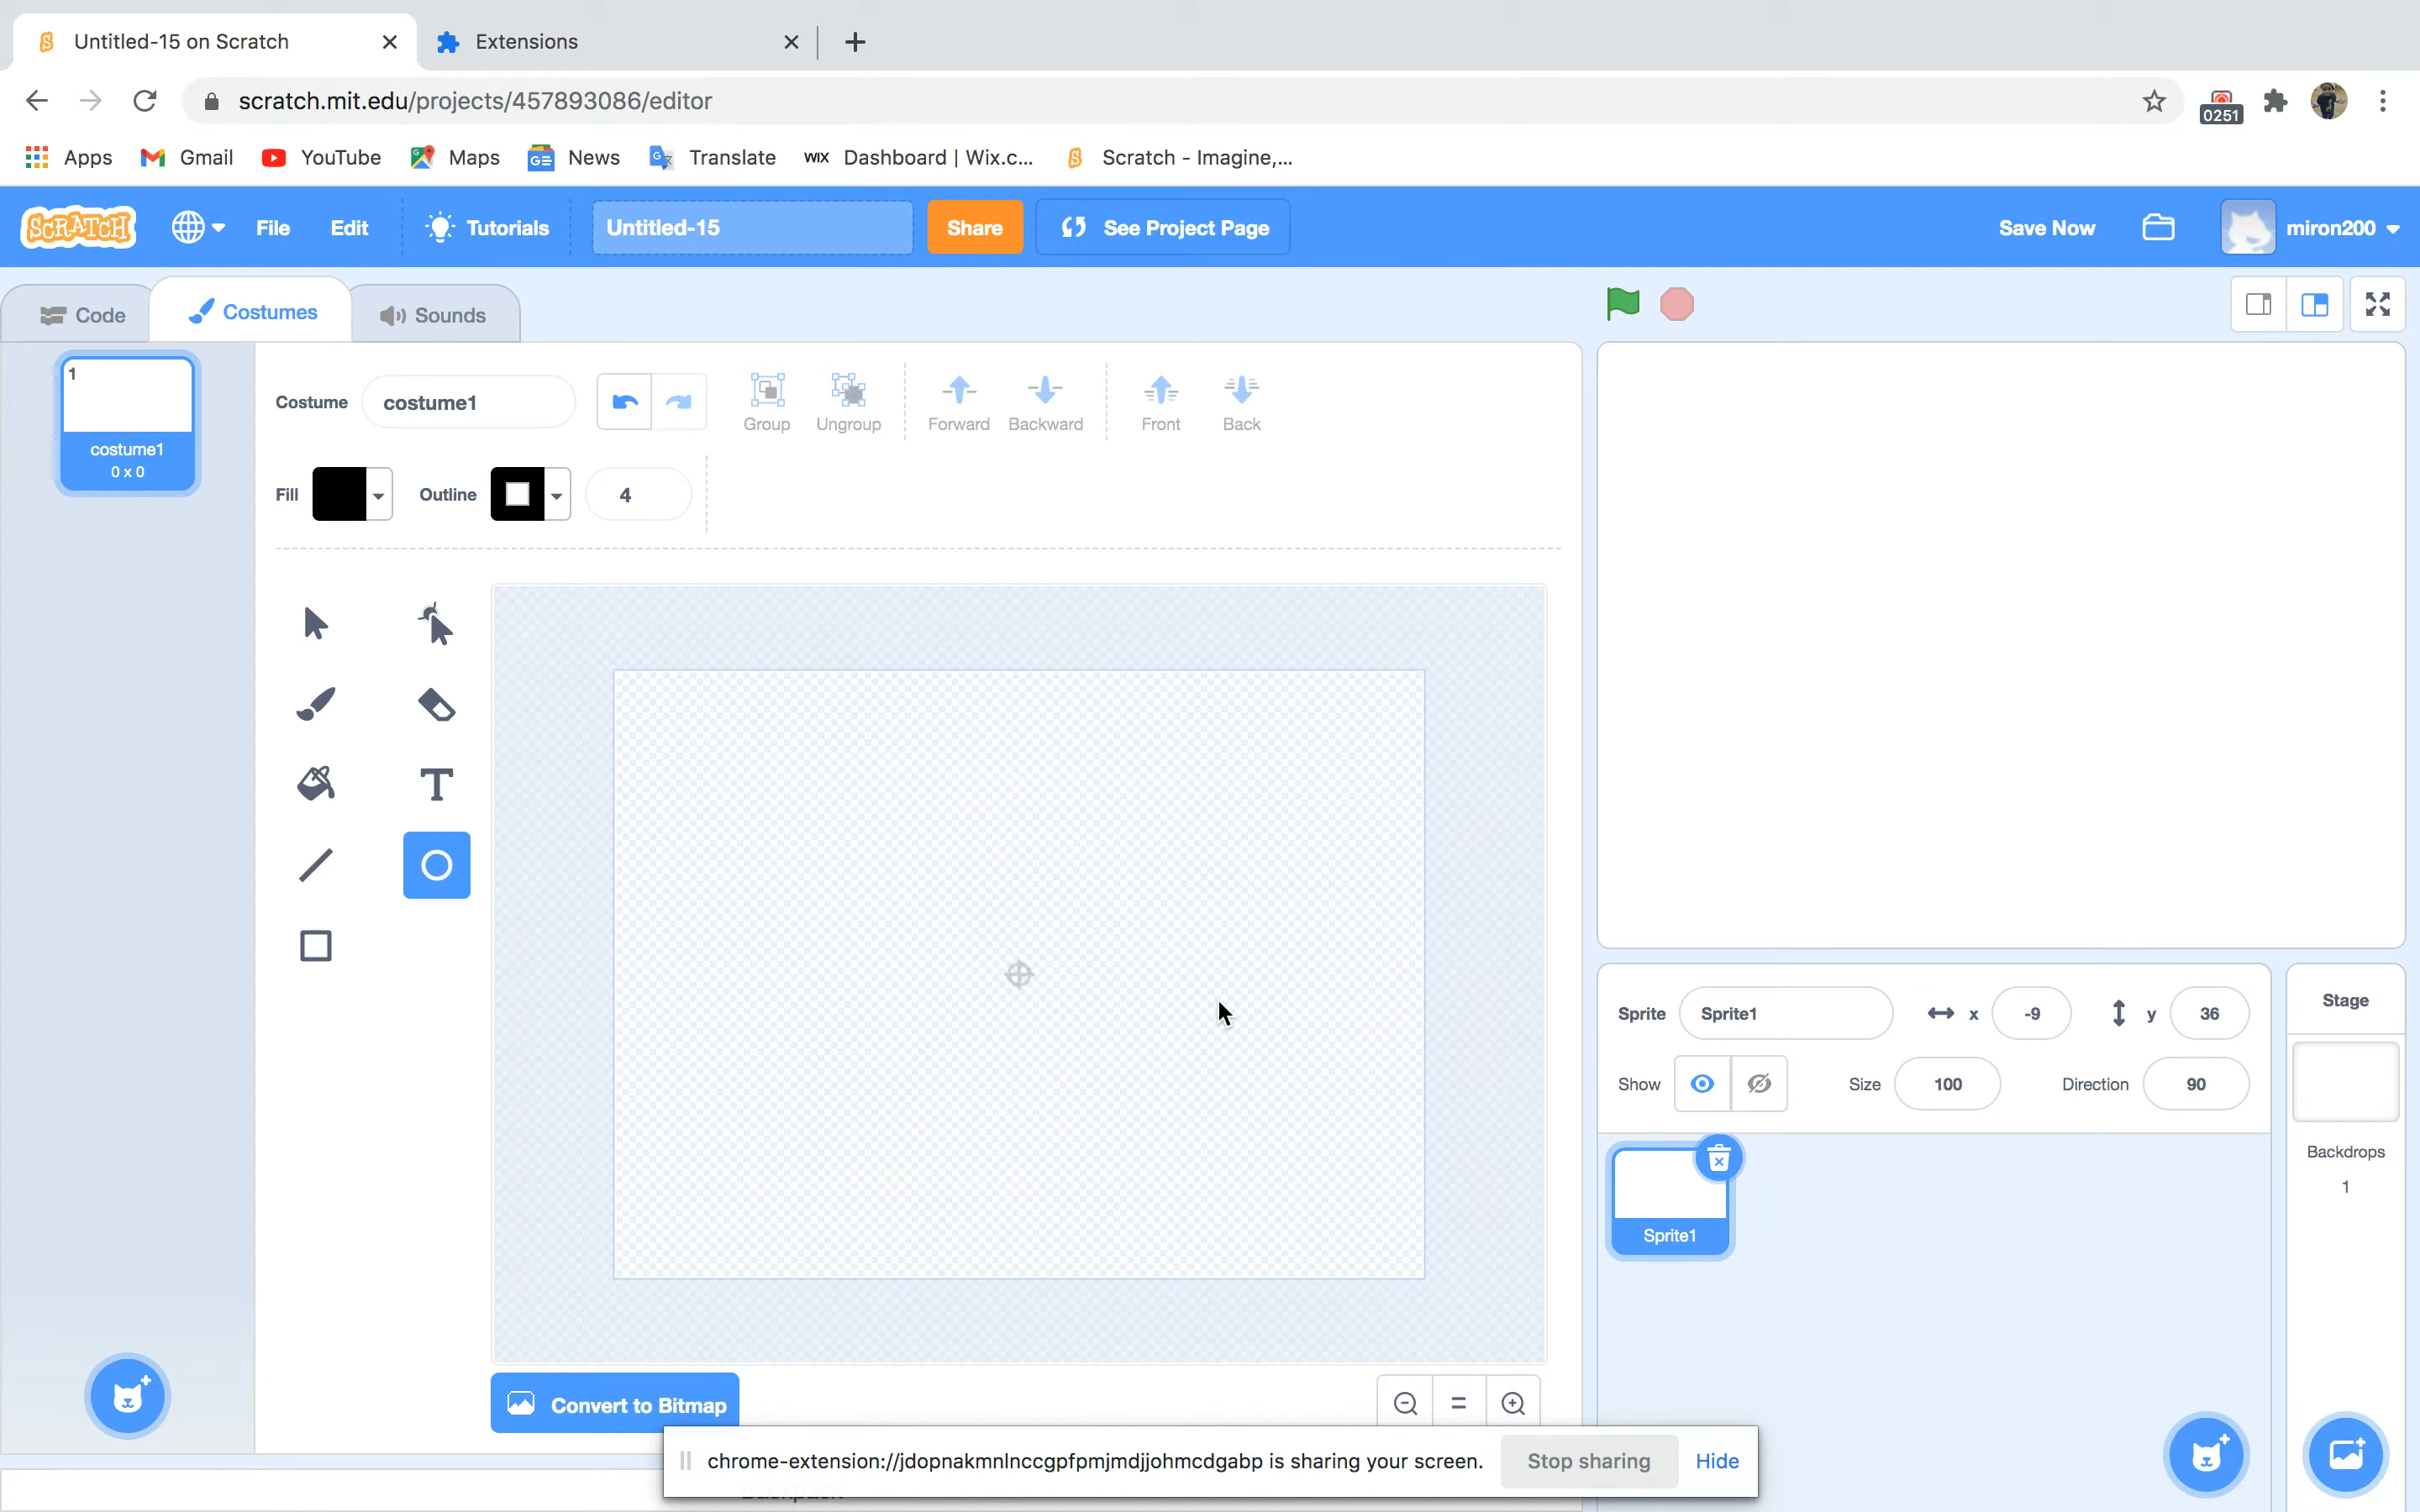 Untitled-15 on Scratch
Extensions
scratch.mit.edu/projects/457893086/editor
0251
Apps
Gmail
YouTube
Maps
News
Translate
WIX Dashboard | Wix.c...
Scratch - Imagine,...
SCRATCH
File
Edit
Tutorials
Untitled-15
Share
See Project Page
Save Now
miron200
Code
Costumes
Sounds
1
costume1
0 x 0
Costume
costume1
Group
Ungroup
Forward
Backward
Front
Back
Fill
Outline
4
T
Convert to Bitmap
Sprite
Sprite1
x
-9
y
36
Show
Size
100
Direction
90
Sprite1
Stage
Backdrops
1
chrome-extension://jdopnakmnlnccgpfpmjmdjjohmcdgabp is sharing your screen.
Stop sharing
Hide